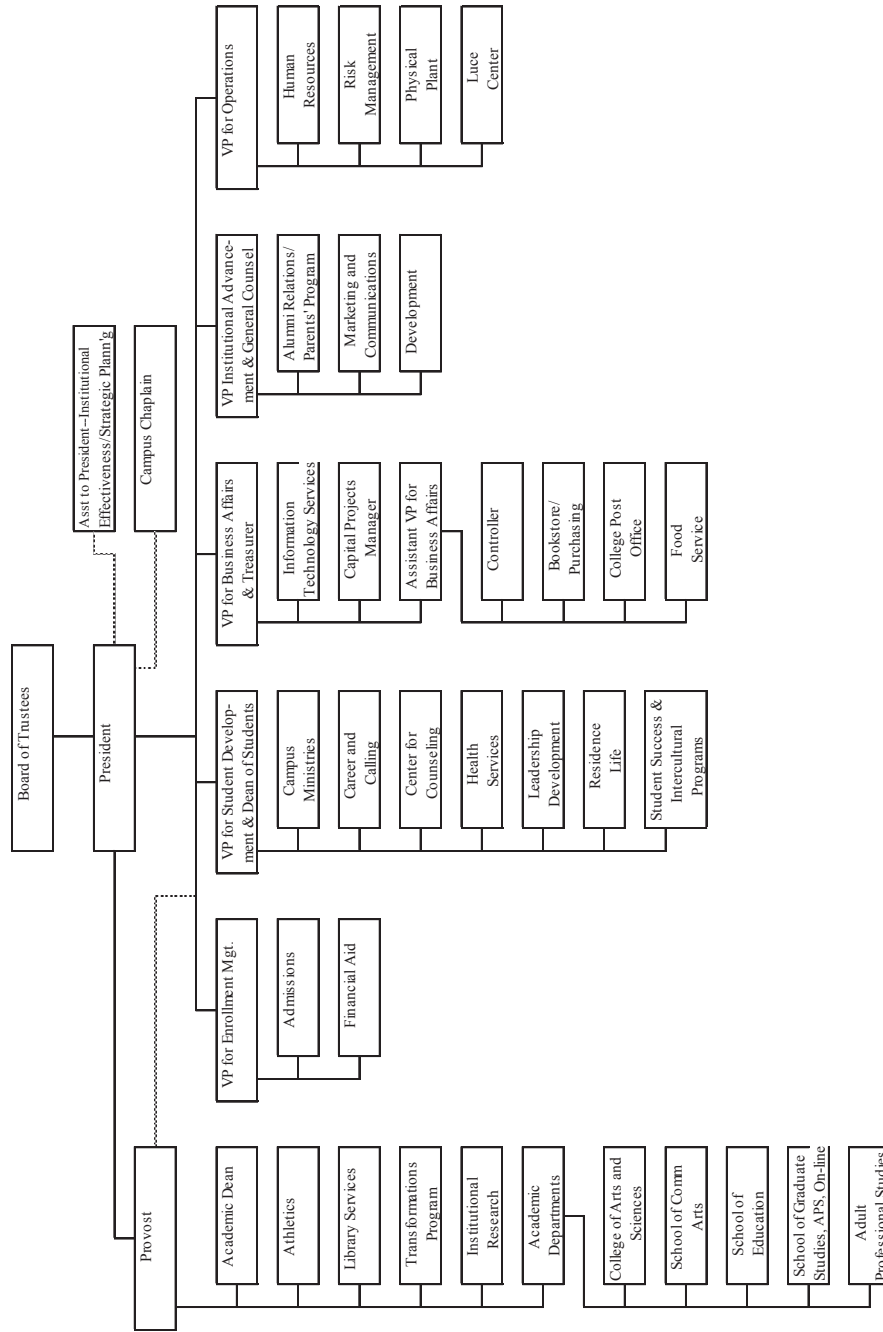 Board of Trustees
President
Asst to President–Institutional
Effectiveness/Strategic Plann'g
Campus Chaplain
Provost
Academic Dean
Athletics
Library Services
Transformations
Program
Institutional
Research
Academic
Departments
College of Arts and
Sciences
School of Comm
Arts
School of
Education
School of Graduate
Studies, APS, On-line
Adult
Professional Studies
VP for Enrollment Mgt.
Admissions
Financial Aid
VP for Student Develop-
ment & Dean of Students
Campus
Ministries
Career and
Calling
Center for
Counseling
Health
Services
Leadership
Development
Residence
Life
Student Success &
Intercultural
Programs
VP for Business Affairs
& Treasurer
Information
Technology Services
Capital Projects
Manager
Assistant VP for
Business Affairs
Controller
Bookstore/
Purchasing
College Post
Office
Food
Service
VP Institutional Advance-
ment & General Counsel
Alumni Relations/
Parents' Program
Marketing and
Communications
Development
VP for Operations
Human
Resources
Risk
Management
Physical
Plant
Luce
Center